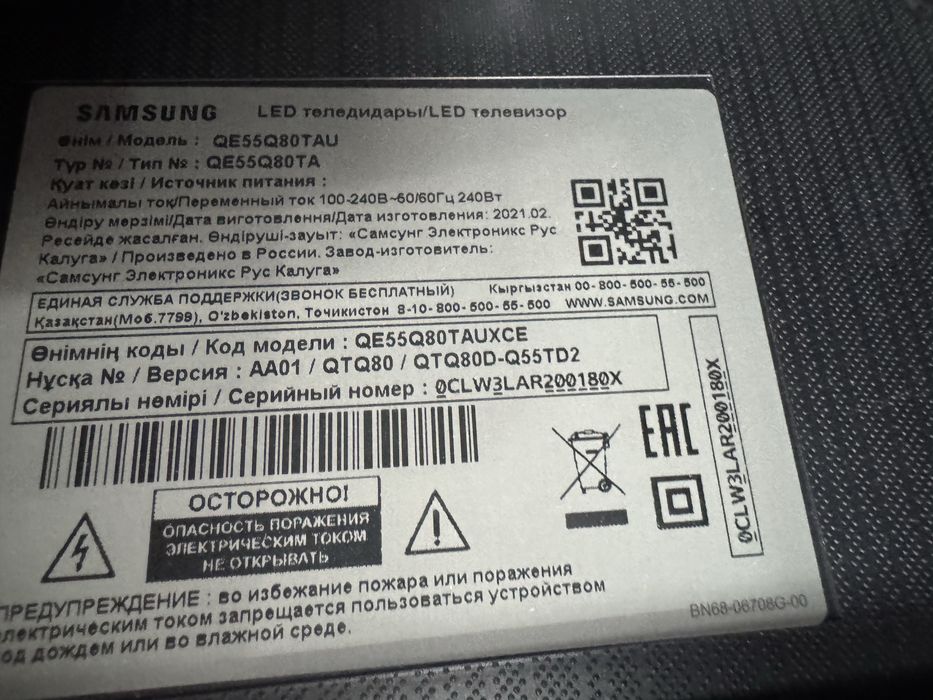 SAMSUNG LED теледидары/LED телевизор
Өнім / Модель : QE55Q80TAU
Түр № / Тип № : QE55Q80TA
Қуат көзі / Источник питания :
Айнымалы тоқ/Переменный ток 100-240В~50/60Гц 240Вт
Өндіру мерзімі/Дата виготовлення/Дата изготовления: 2021.02.
Ресейде жасалған. Өндіруші-зауыт: «Самсунг Электроникс Рус
Калуга» / Произведено в России. Завод-изготовитель:
«Самсунг Электроникс Рус Калуга»
ЕДИНАЯ СЛУЖБА ПОДДЕРЖКИ(ЗВОНОК БЕСПЛАТНЫЙ) Кыргызстан 00-800-500-55-500
Қазақстан(Моб.7799), O'zbekiston, Тоҷикистон 8-10-800-500-55-500 WWW.SAMSUNG.COM
Өнімнің коды / Код модели : QE55Q80TAUXCE
Нұсқа № / Версия : AA01 / QTQ80 / QTQ80D-Q55TD2
Сериялы нөмірі / Серийный номер : 0CLW3LAR200180X
0CLW3LAR200180X
EAC
ОСТОРОЖНО!
ОПАСНОСТЬ ПОРАЖЕНИЯ
ЭЛЕКТРИЧЕСКИМ ТОКОМ
НЕ ОТКРЫВАТЬ
ПРЕДУПРЕЖДЕНИЕ : во избежание пожара или поражения
электрическим током запрещается пользоваться устройством
под дождем или во влажной среде.
BN68-06708G-00